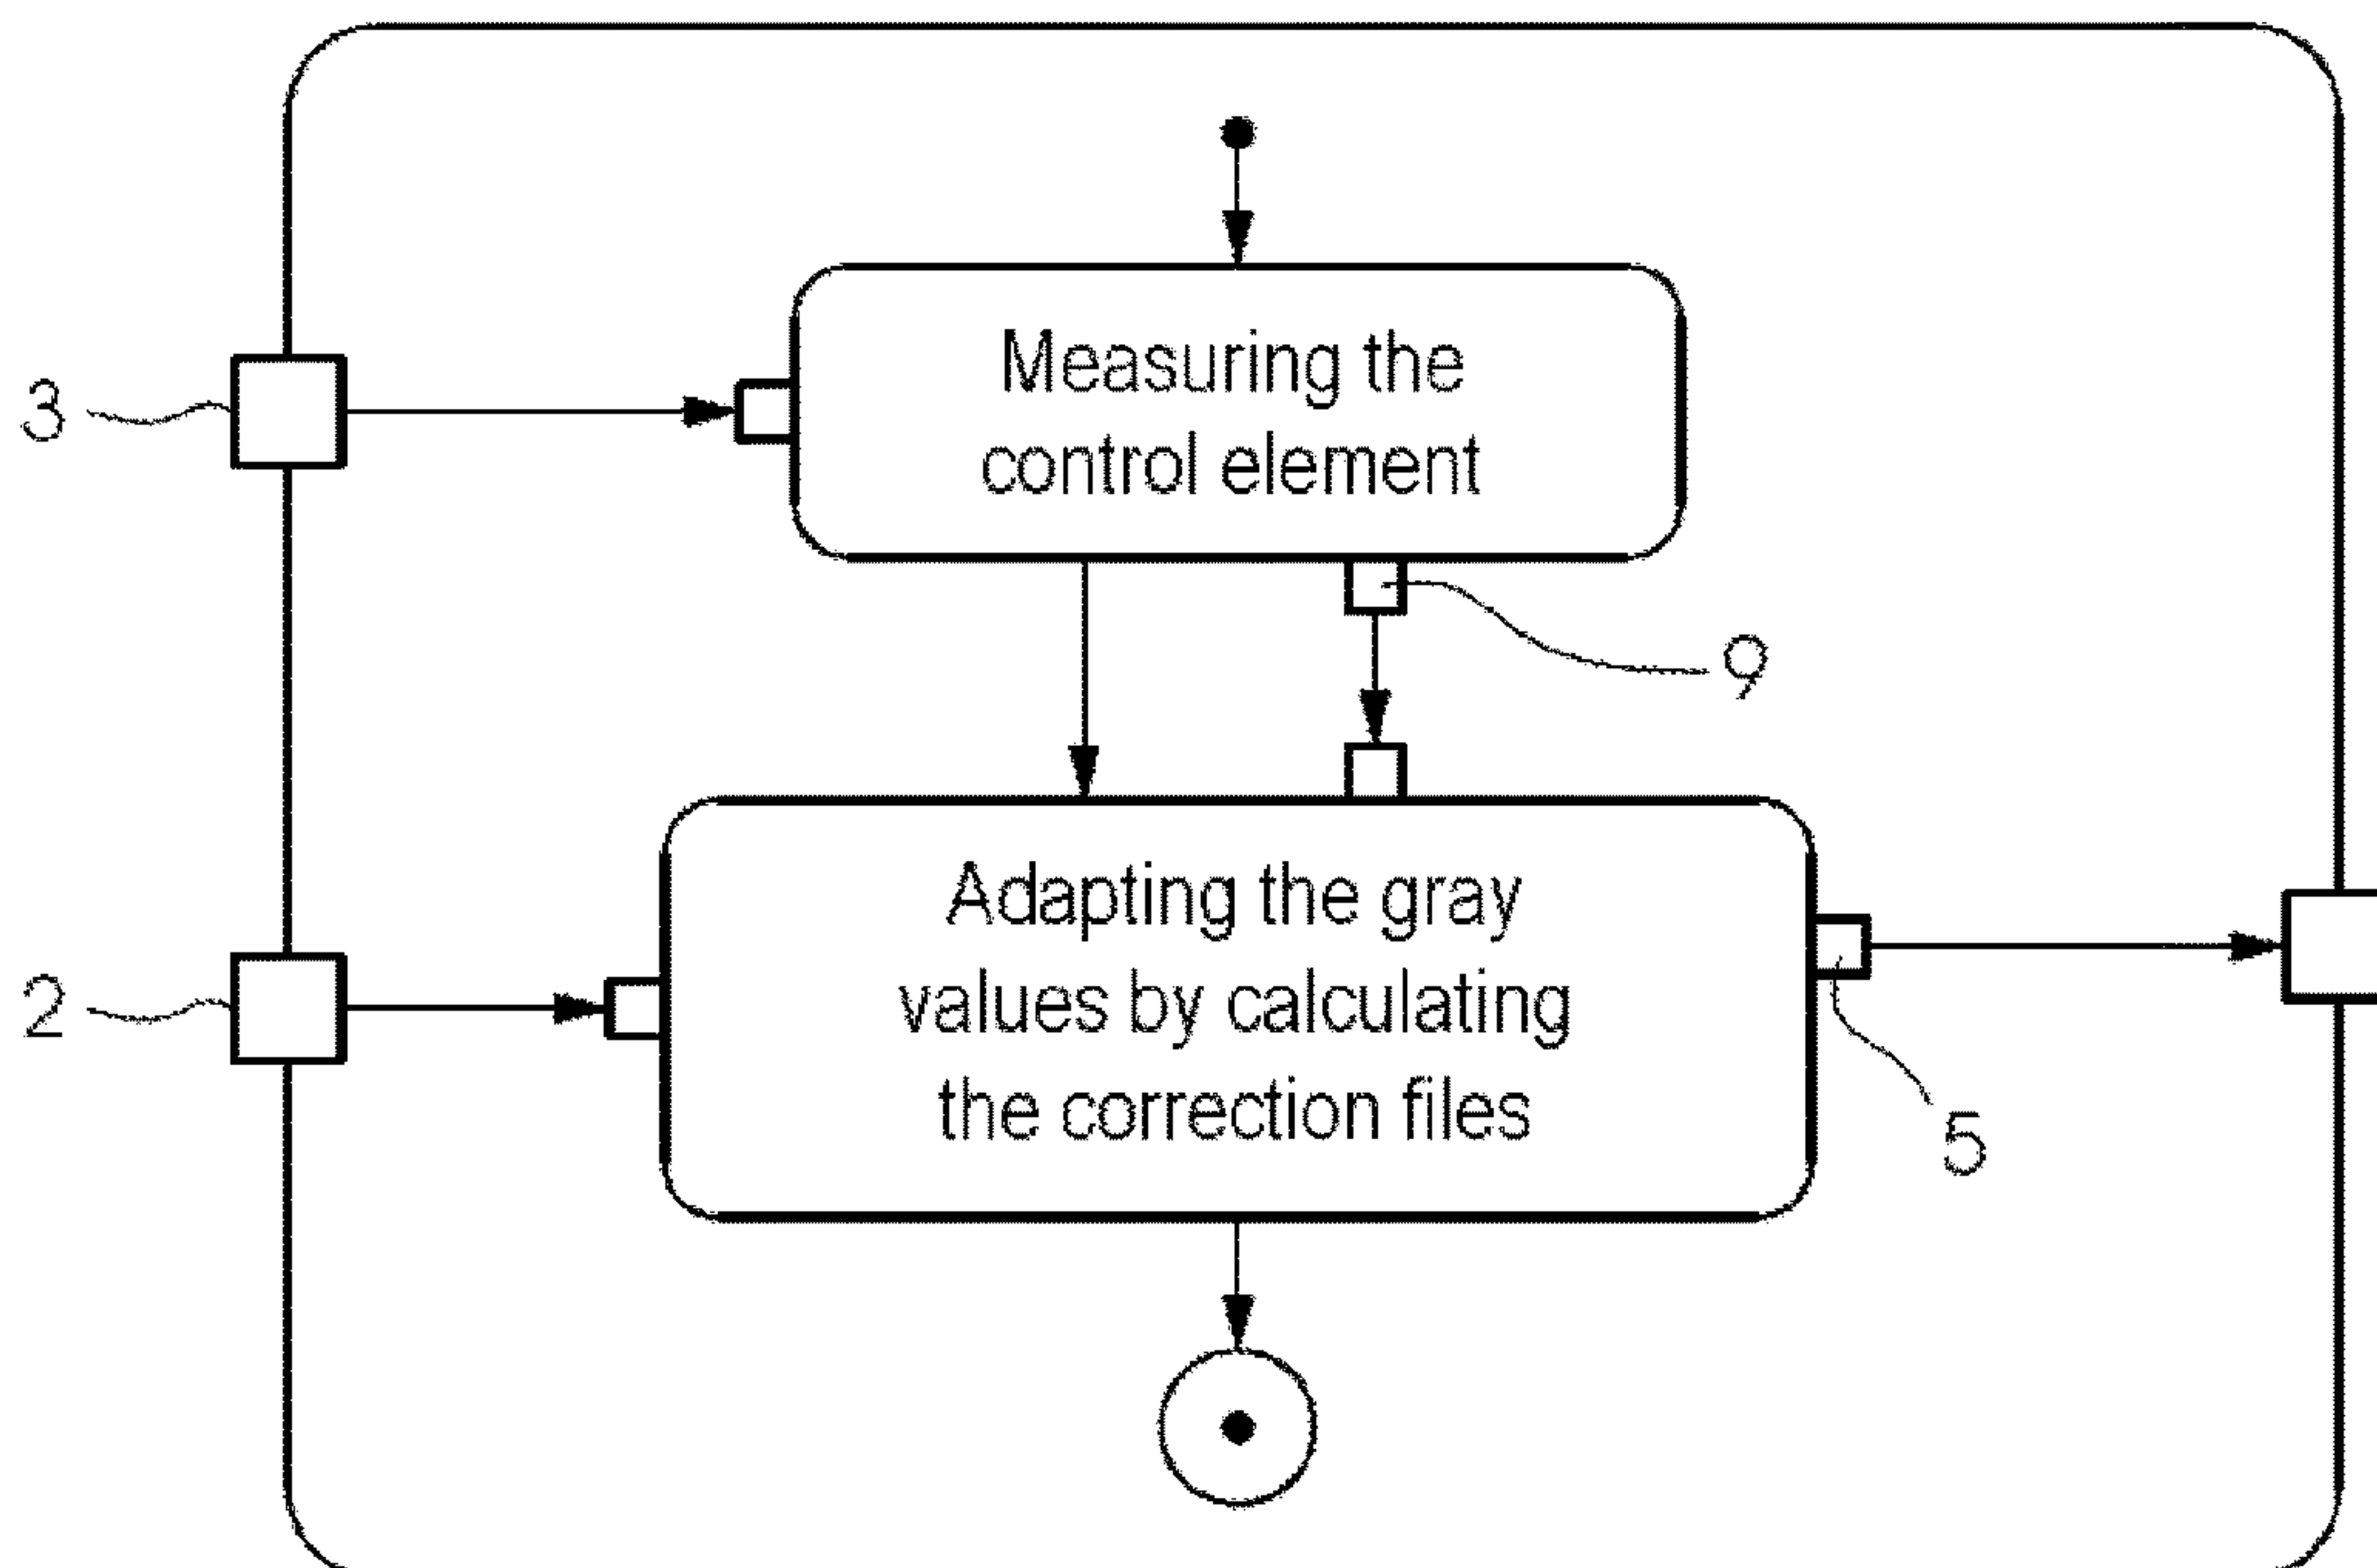 3
Measuring the
control element
9
Adapting the gray
values by calculating
the correction files
2
5